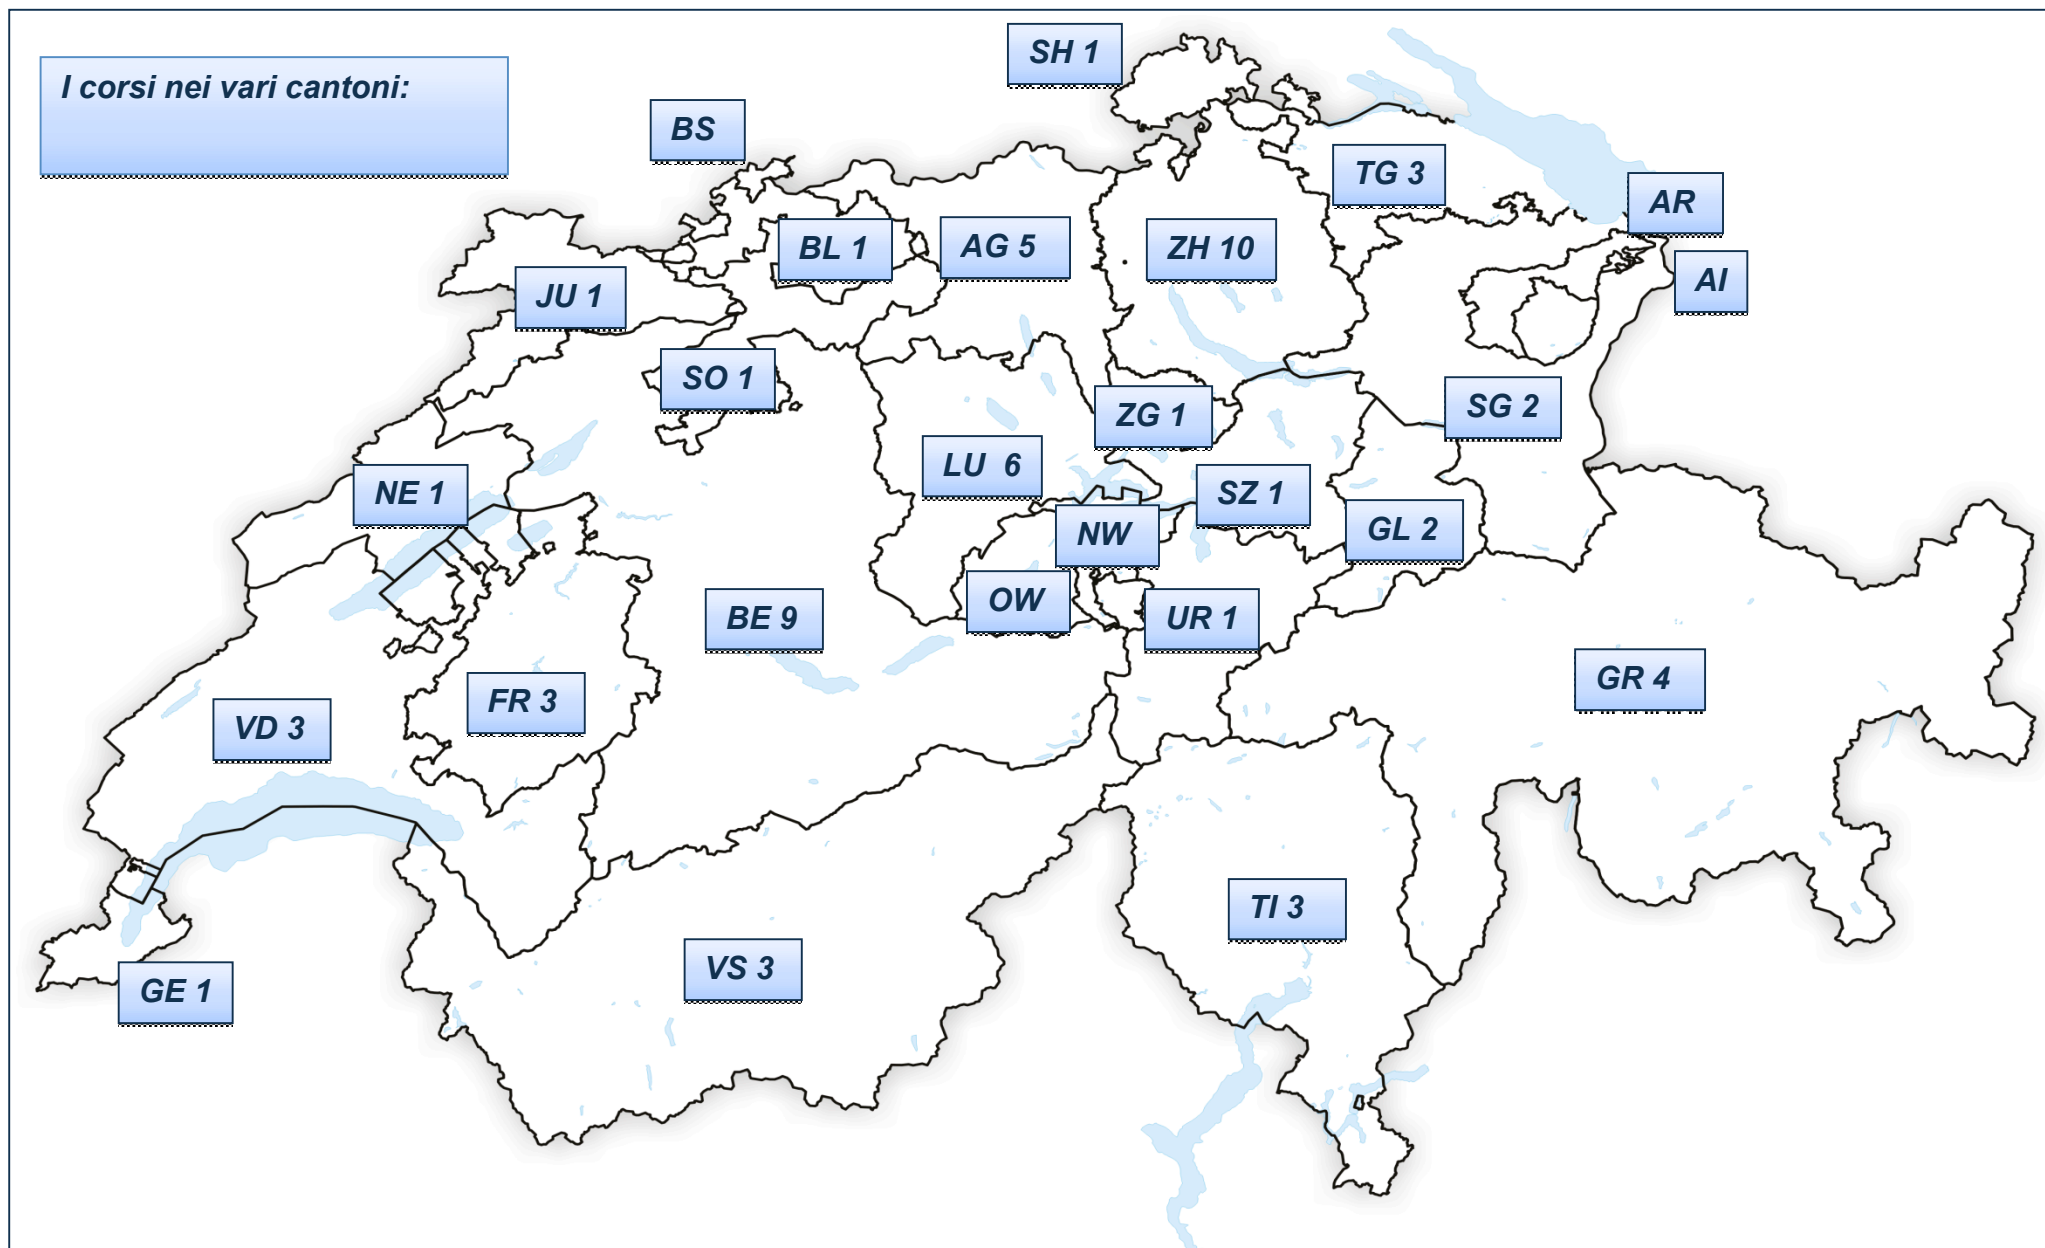 I corsi nei vari cantoni:
SH 1
BS
TG 3
AR
BL 1
AG 5
ZH 10
AI
JU 1
SO 1
ZG 1
SG 2
LU  6
NE 1
SZ 1
NW
GL 2
OW
BE 9
UR 1
GR 4
FR 3
VD 3
TI 3
VS 3
GE 1